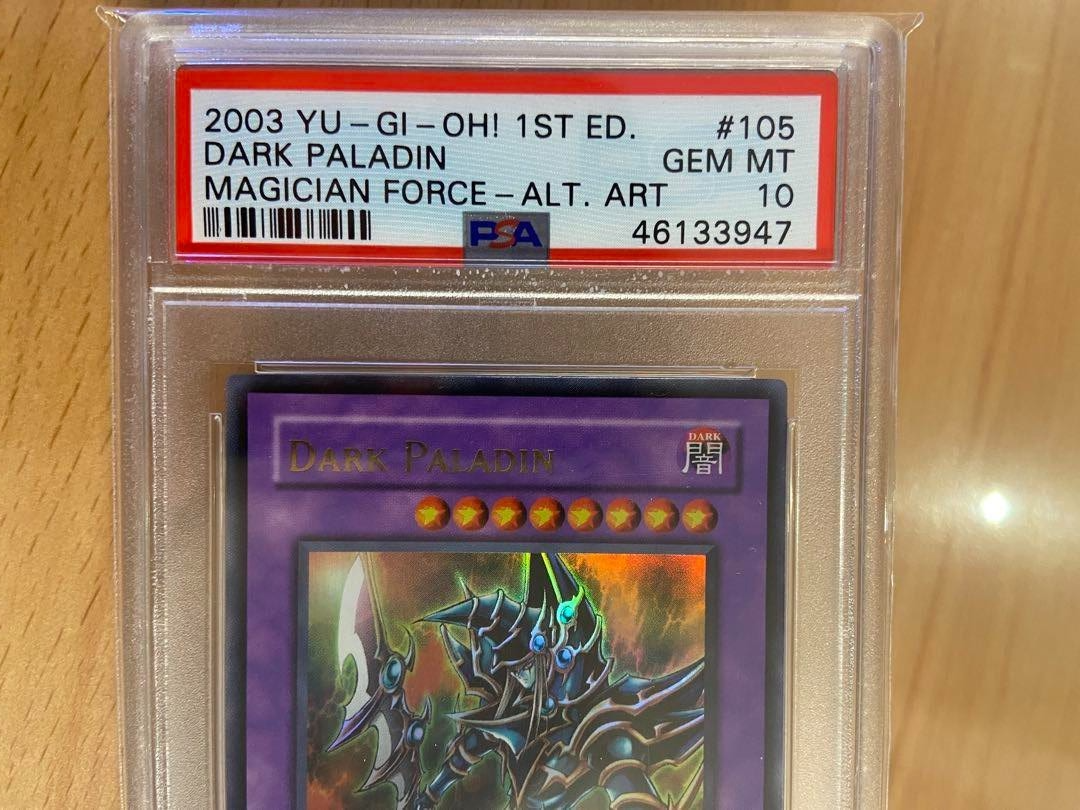 2003 YU-GI-OH! 1ST ED. #105
DARK PALADIN GEM MT
MAGICIAN FORCE-ALT. ART 10
PSA 46133947
DARK PALADIN
DARK
闇